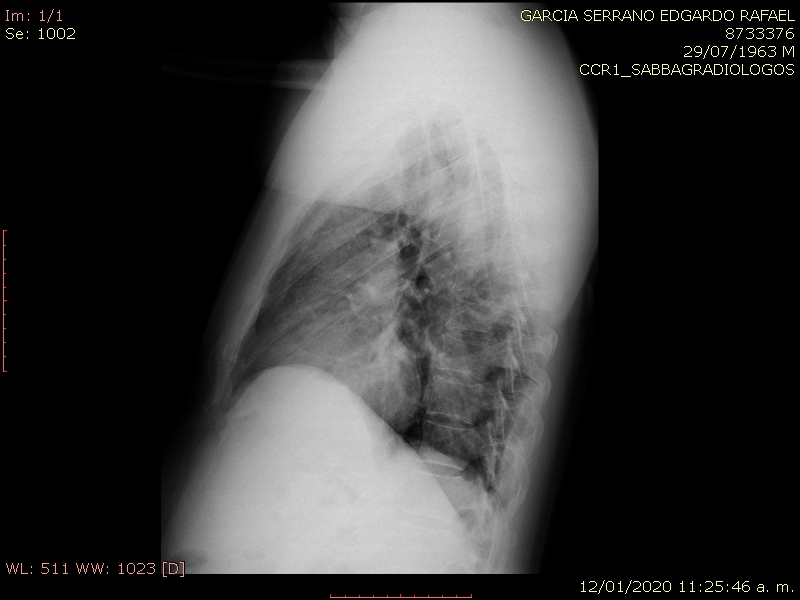 Im: 1/1
Se: 1002
GARCIA SERRANO EDGARDO RAFAEL
8733376
29/07/1963 M
CCR1_SABBAGRADIOLOGOS
WL: 511 WW: 1023 [D]
12/01/2020 11:25:46 a. m.